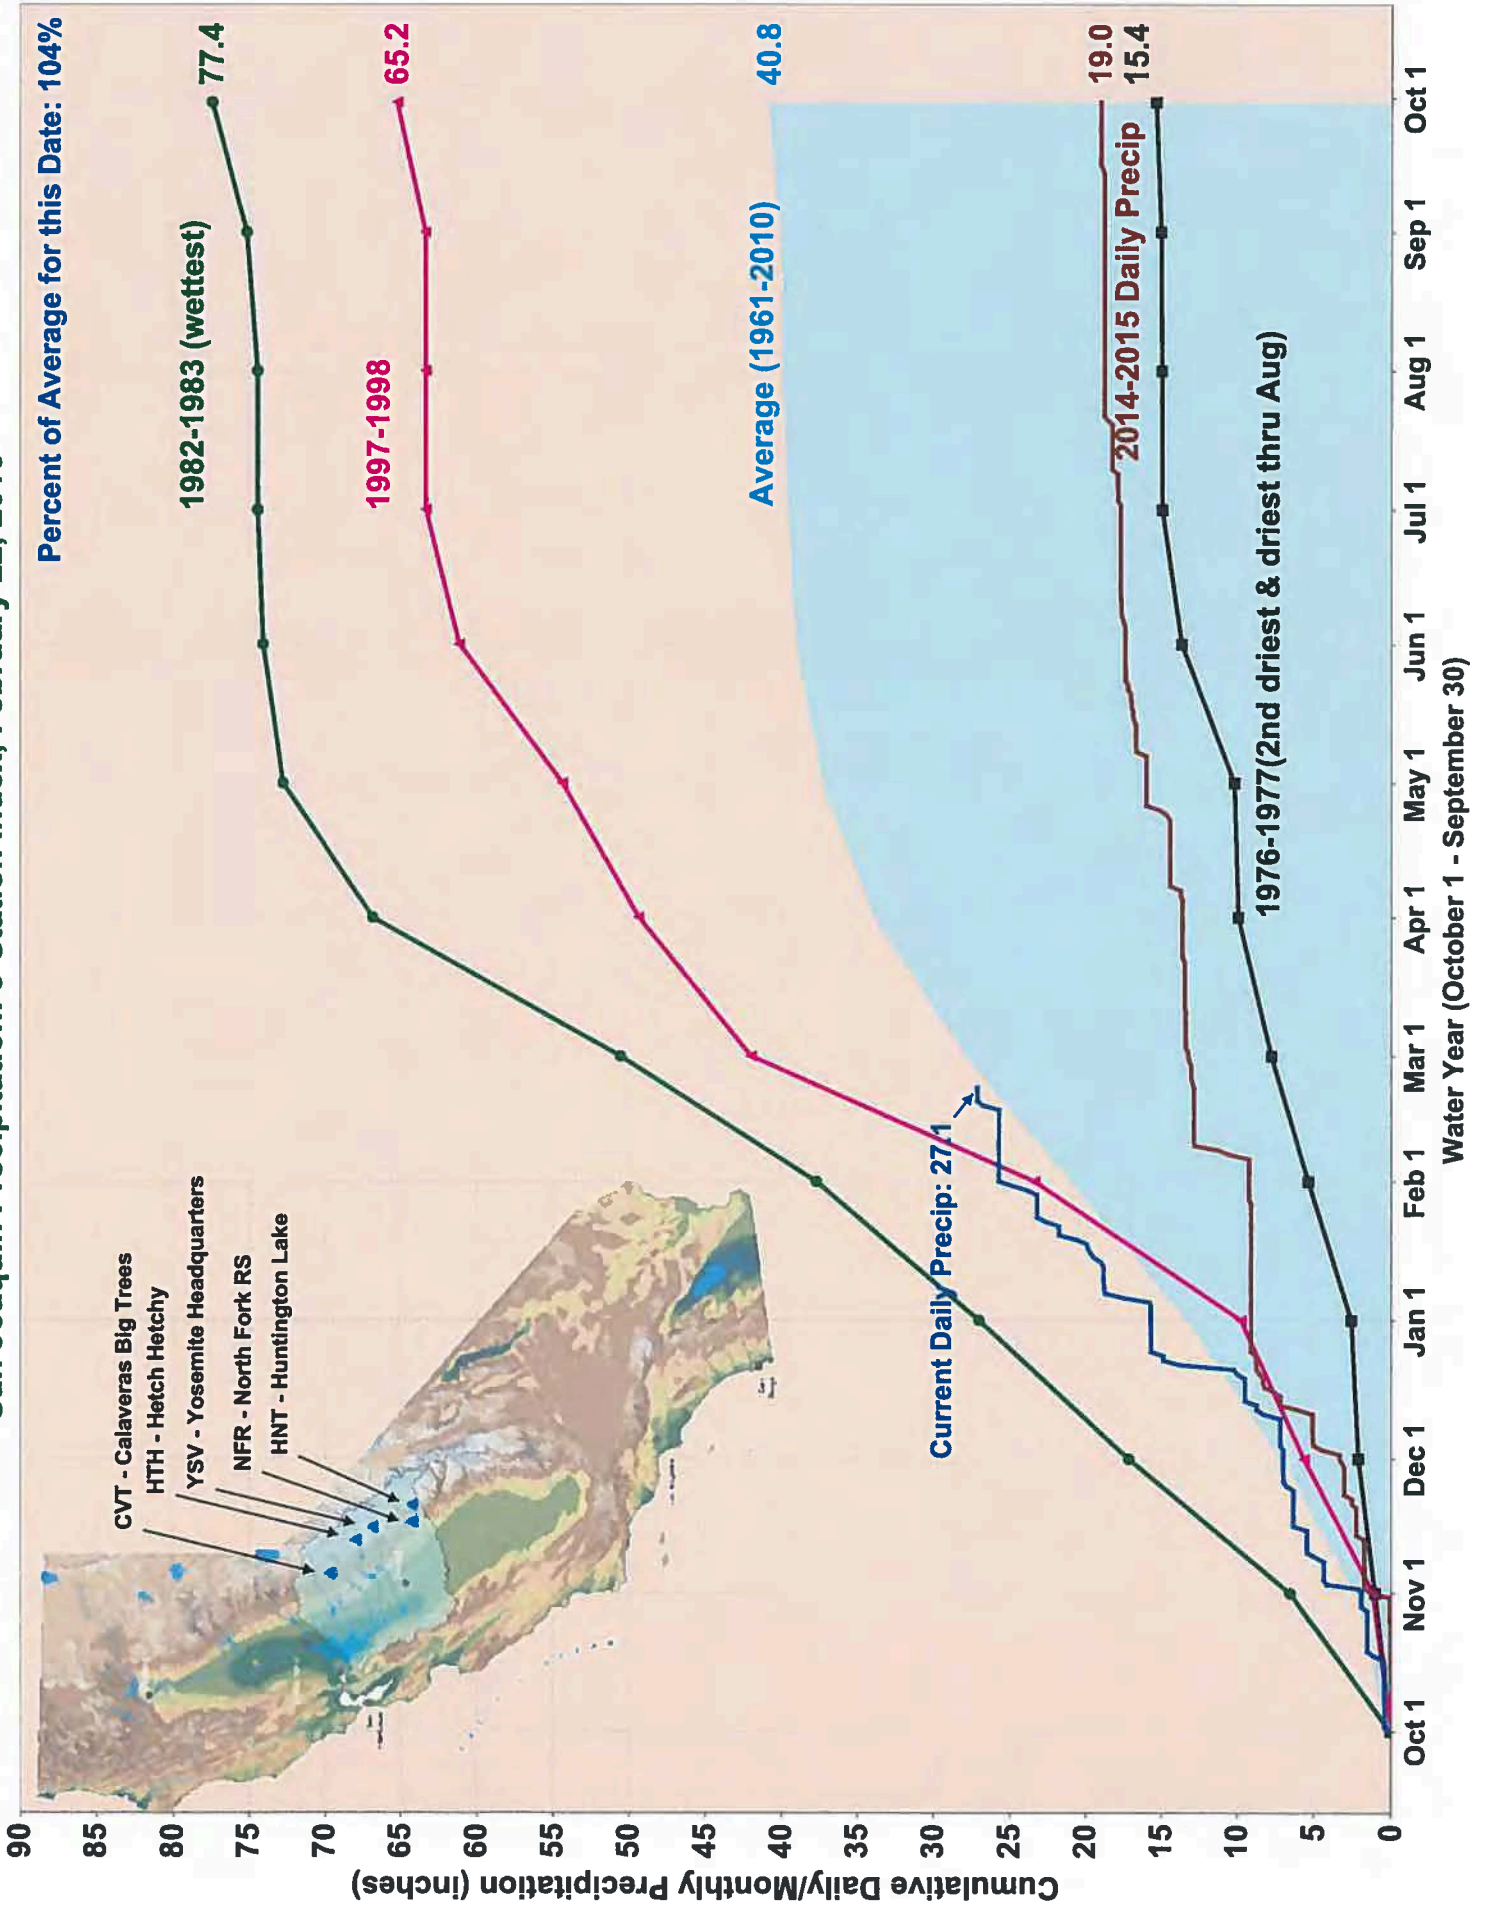 Percent of Average for this Date: 104%
CVT - Calaveras Big Trees
HTH - Hetch Hetchy
YSV - Yosemite Headquarters
NFR - North Fork RS
HNT - Huntington Lake
1982-1983 (wettest)
77.4
1997-1998
65.2
Average (1961-2010)
40.8
Current Daily Precip: 27.1
19.0
2014-2015 Daily Precip
15.4
1976-1977(2nd driest & driest thru Aug)
Cumulative Daily/Monthly Precipitation (inches)
90
85
80
75
70
65
60
55
50
45
40
35
30
25
20
15
10
5
0
Oct 1
Nov 1
Dec 1
Jan 1
Feb 1
Mar 1
Apr 1
May 1
Jun 1
Jul 1
Aug 1
Sep 1
Oct 1
Water Year (October 1 - September 30)